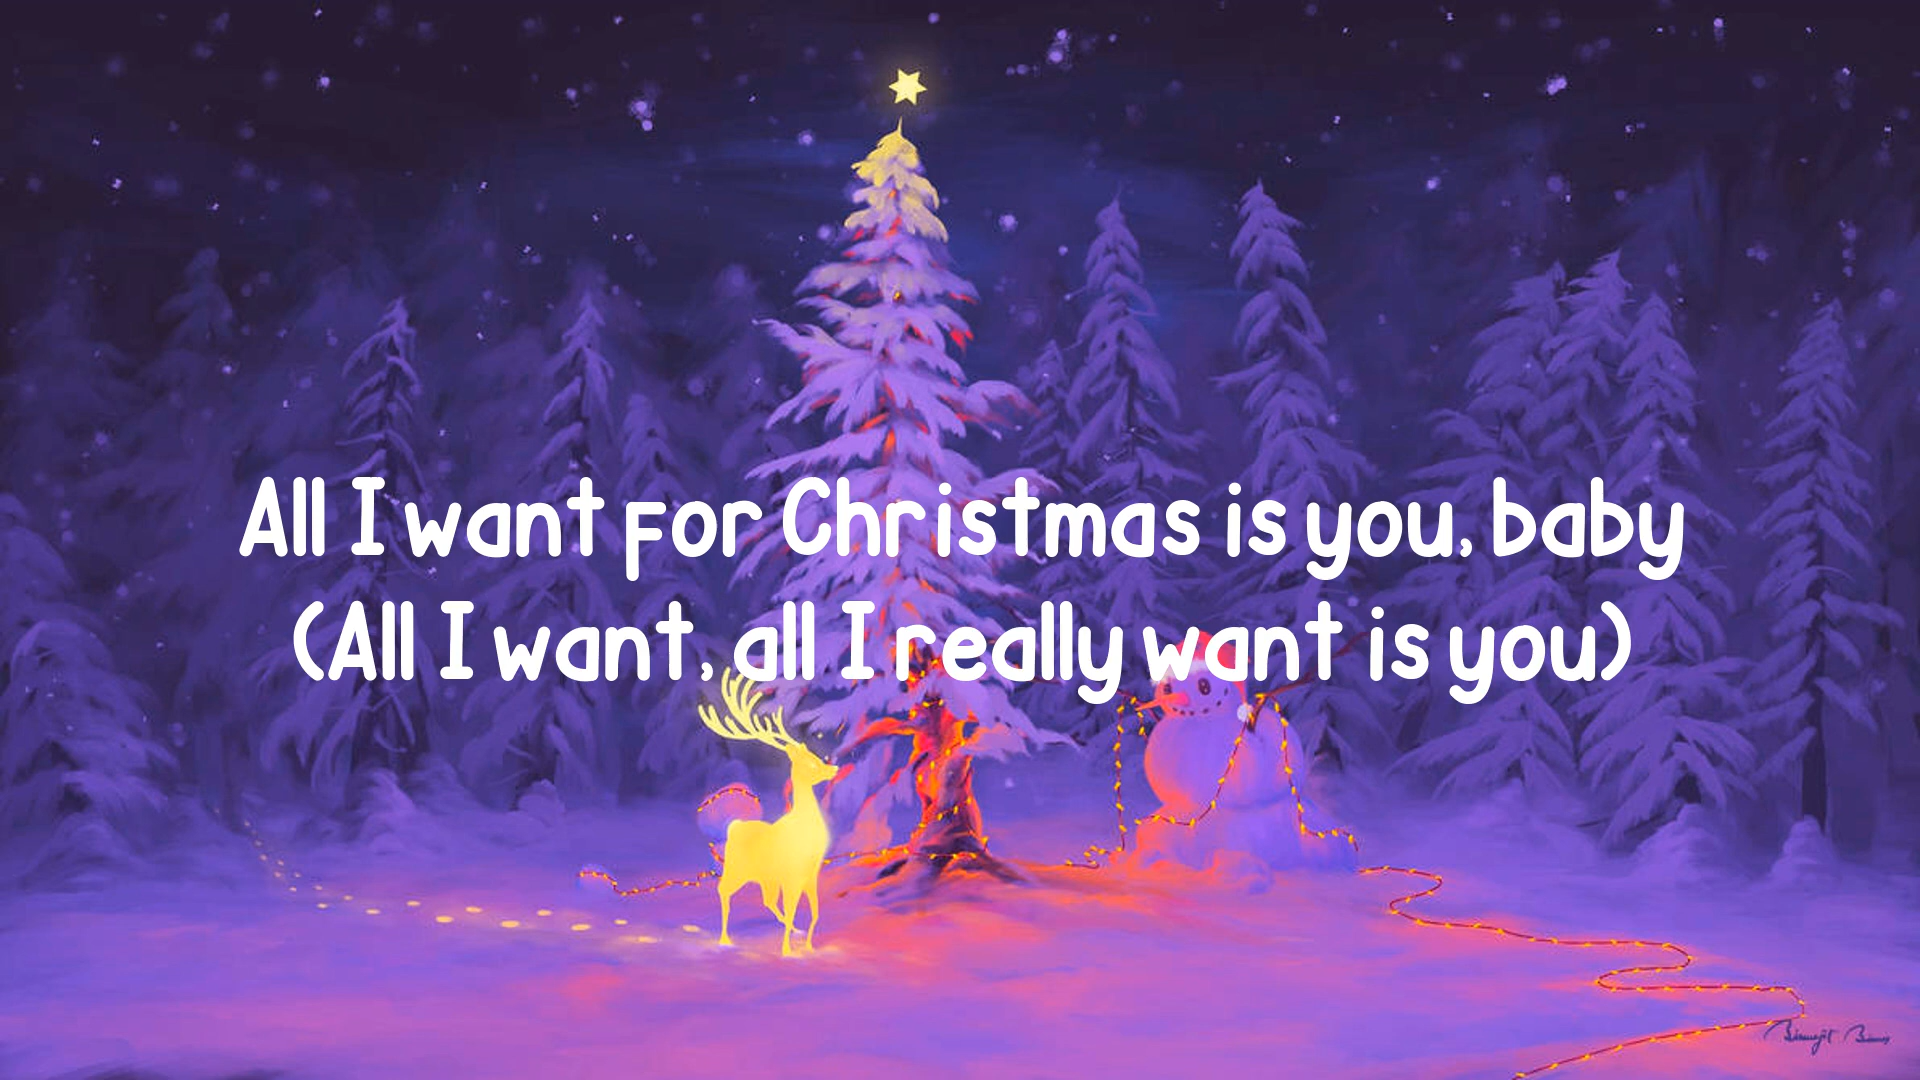 All I want for Christmas is you, baby
(All I want, all I really want is you)